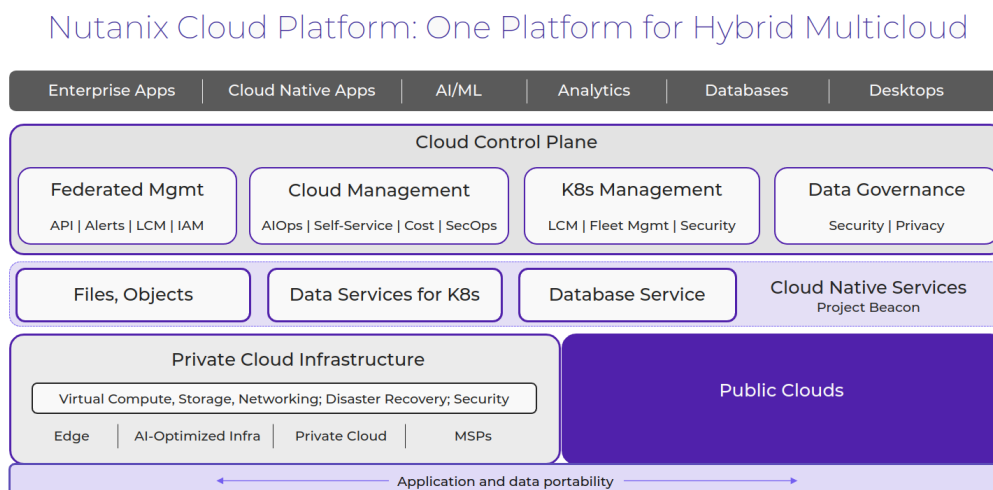 Nutanix Cloud Platform: One Platform for Hybrid Multicloud
Enterprise Apps | Cloud Native Apps | AI/ML | Analytics | Databases | Desktops
Cloud Control Plane
Federated Mgmt
API | Alerts | LCM | IAM
Cloud Management
AIOps | Self-Service | Cost | SecOps
K8s Management
LCM | Fleet Mgmt | Security
Data Governance
Security | Privacy
Files, Objects
Data Services for K8s
Database Service
Cloud Native Services
Project Beacon
Private Cloud Infrastructure
Virtual Compute, Storage, Networking; Disaster Recovery; Security
Edge | AI-Optimized Infra | Private Cloud | MSPs
Public Clouds
Application and data portability